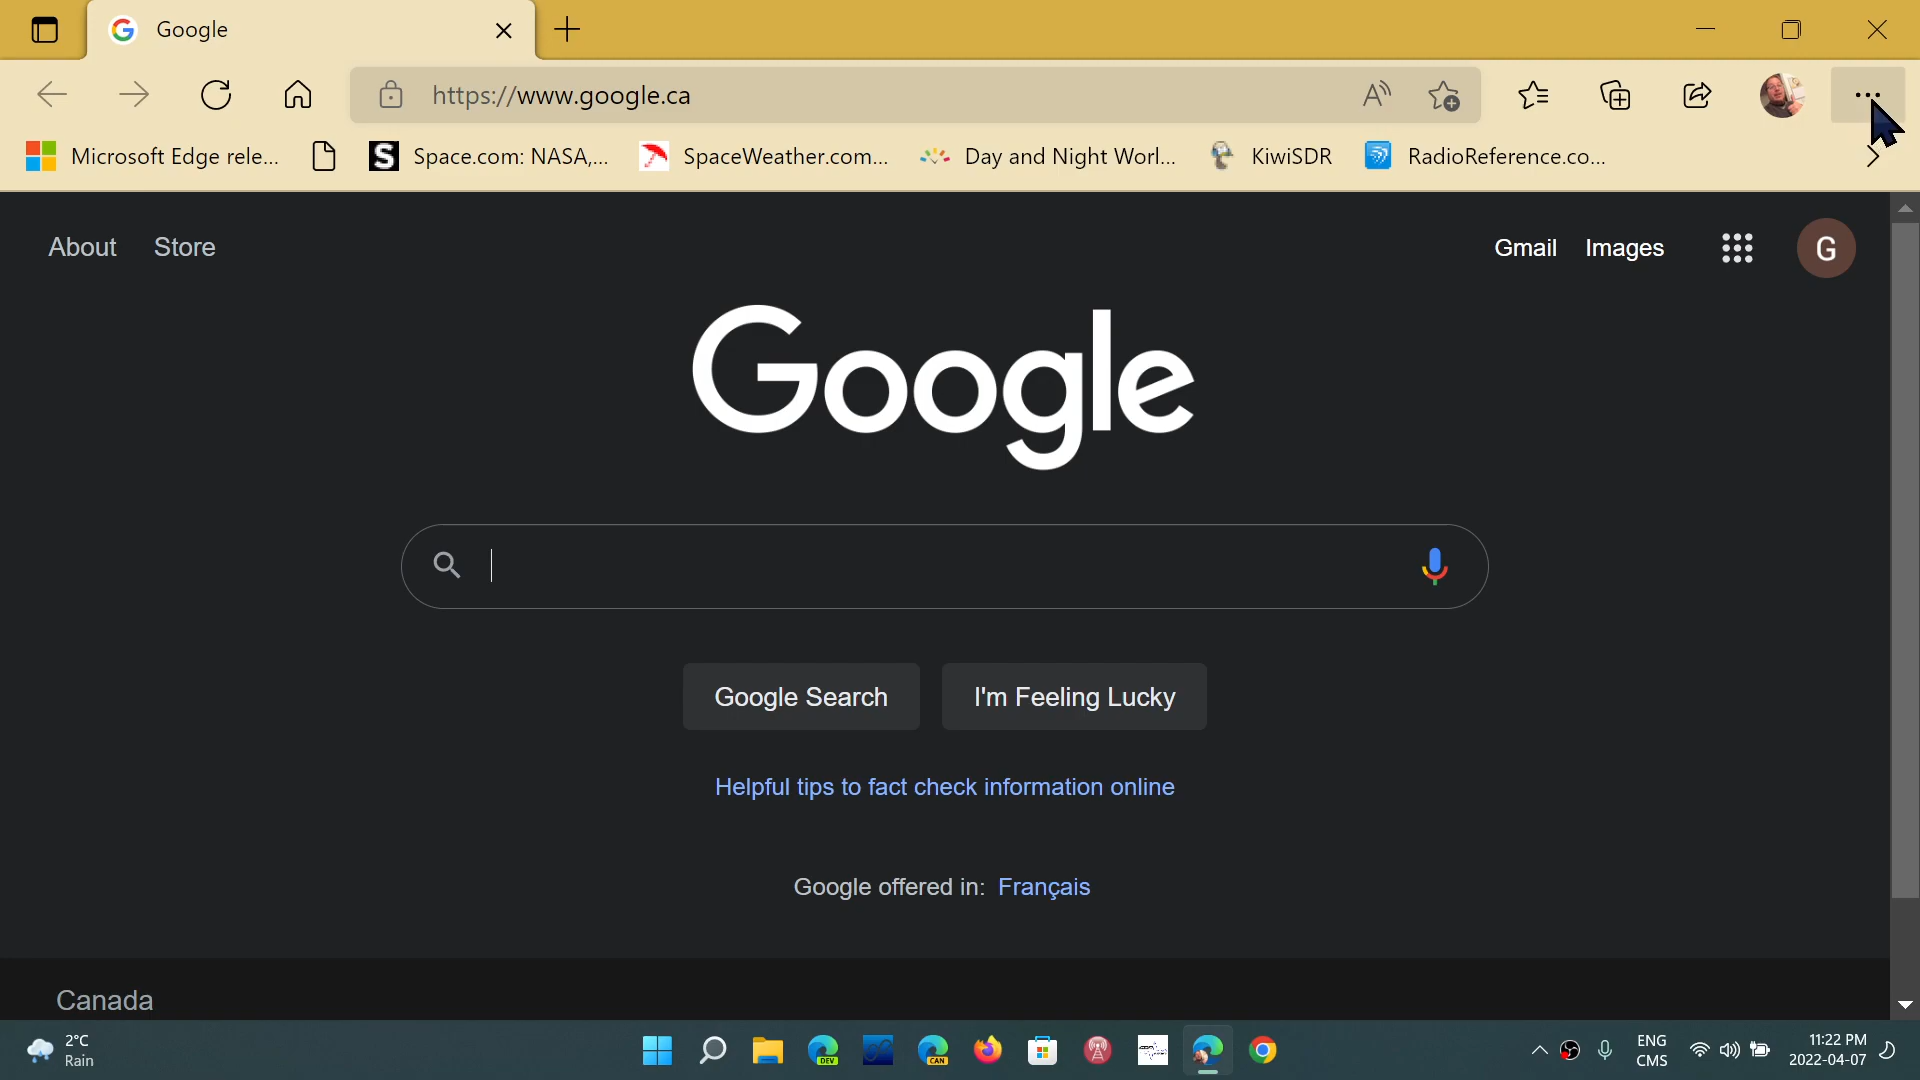 Google
https://www.google.ca
Microsoft Edge rele...
Space.com: NASA,...
SpaceWeather.com...
Day and Night Worl...
KiwiSDR
RadioReference.co...
About Store
Gmail Images
G
Google
Google Search
I'm Feeling Lucky
Helpful tips to fact check information online
Google offered in: Français
Canada
2°C
Rain
DEV
CAN
ENG
CMS
11:22 PM
2022-04-07